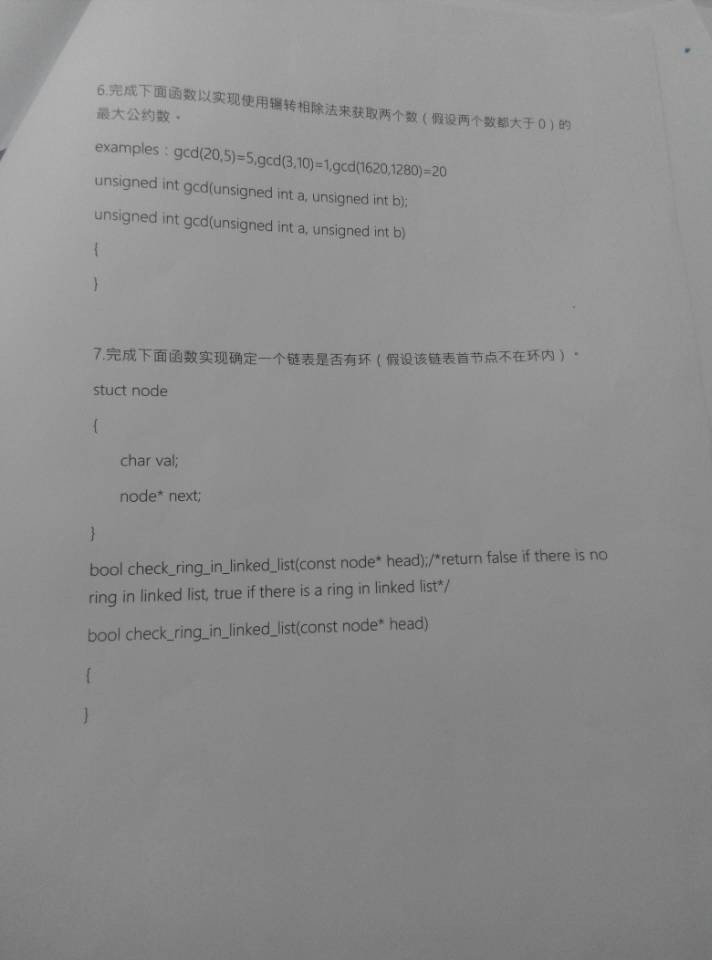 6.完成下面函数以实现使用辗转相除法来获取两个数（假设两个数都大于0）的
最大公约数。
examples：gcd(20,5)=5,gcd(3,10)=1,gcd(1620,1280)=20
unsigned int gcd(unsigned int a, unsigned int b);
unsigned int gcd(unsigned int a, unsigned int b)
{
}
7.完成下面函数实现确定一个链表是否有环（假设该链表首节点不在环内）。
stuct node
{
char val;
node* next;
}
bool check_ring_in_linked_list(const node* head);/*return false if there is no
ring in linked list, true if there is a ring in linked list*/
bool check_ring_in_linked_list(const node* head)
{
}